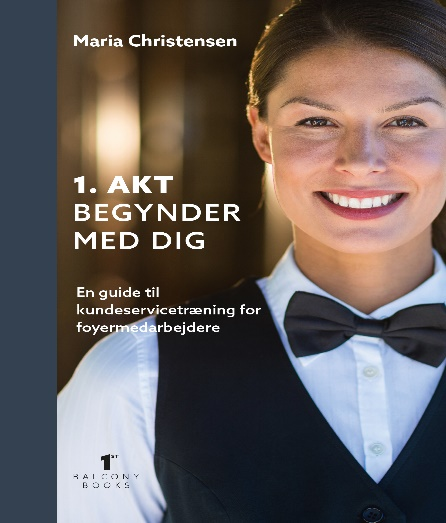 Maria Christensen
1. AKT
BEGYNDER
MED DIG
En guide til
kundeservicetræning for
foyermedarbejdere
1ST
BALCONY
BOOKS